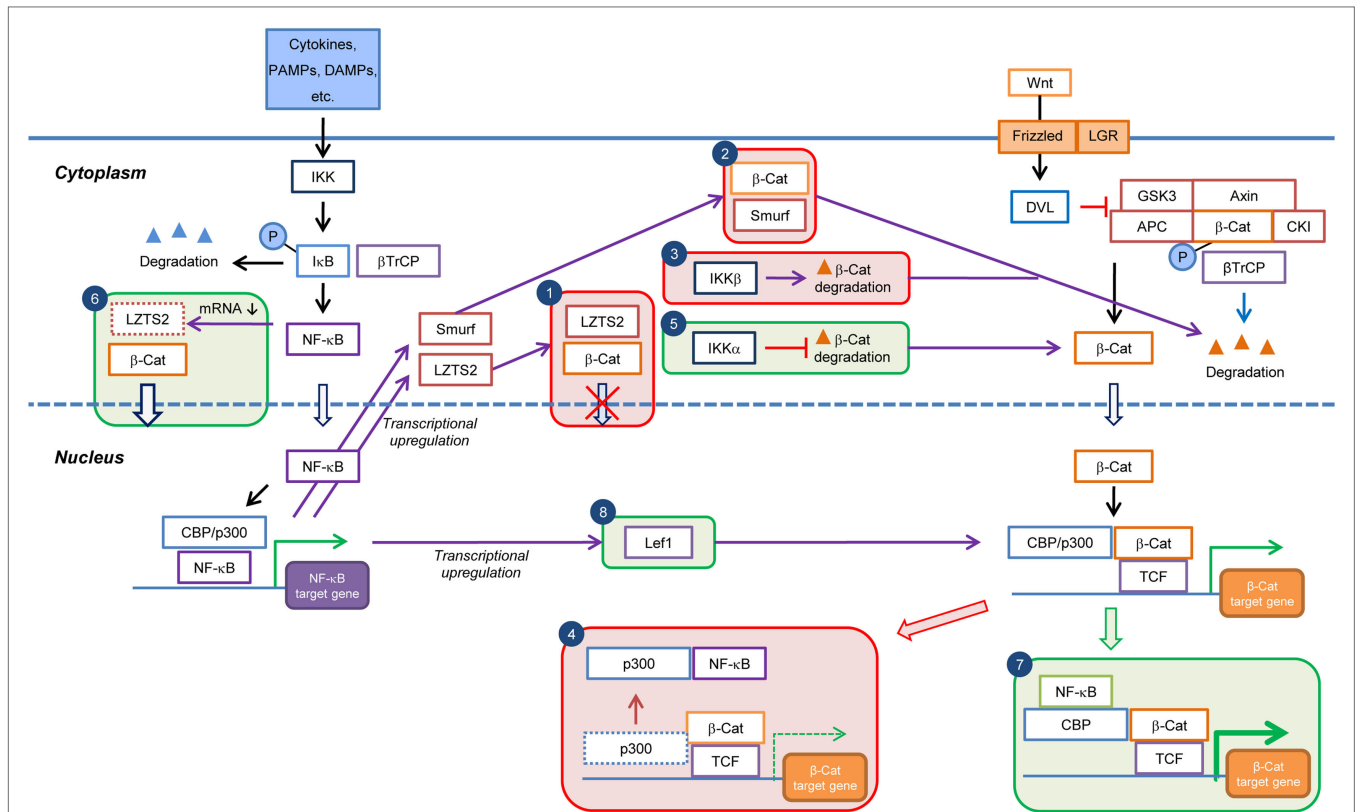 Cytokines,
PAMPs, DAMPs,
etc.
Wnt
Frizzled
LGR
Cytoplasm
IKK
2
β-Cat
Smurf
DVL
GSK3
Axin
APC
β-Cat
CKI
P
βTrCP
P
IκB
βTrCP
Degradation
3
IKKβ
β-Cat
degradation
6
LZTS2
mRNA ↓
β-Cat
NF-κB
Smurf
LZTS2
1
LZTS2
β-Cat
5
IKKα
β-Cat
degradation
β-Cat
Degradation
Transcriptional
upregulation
Nucleus
NF-κB
β-Cat
CBP/p300
NF-κB
NF-κB
target gene
Transcriptional
upregulation
8
Lef1
CBP/p300
β-Cat
TCF
β-Cat
target gene
4
p300
NF-κB
β-Cat
p300
TCF
β-Cat
target gene
7
NF-κB
CBP
β-Cat
TCF
β-Cat
target gene